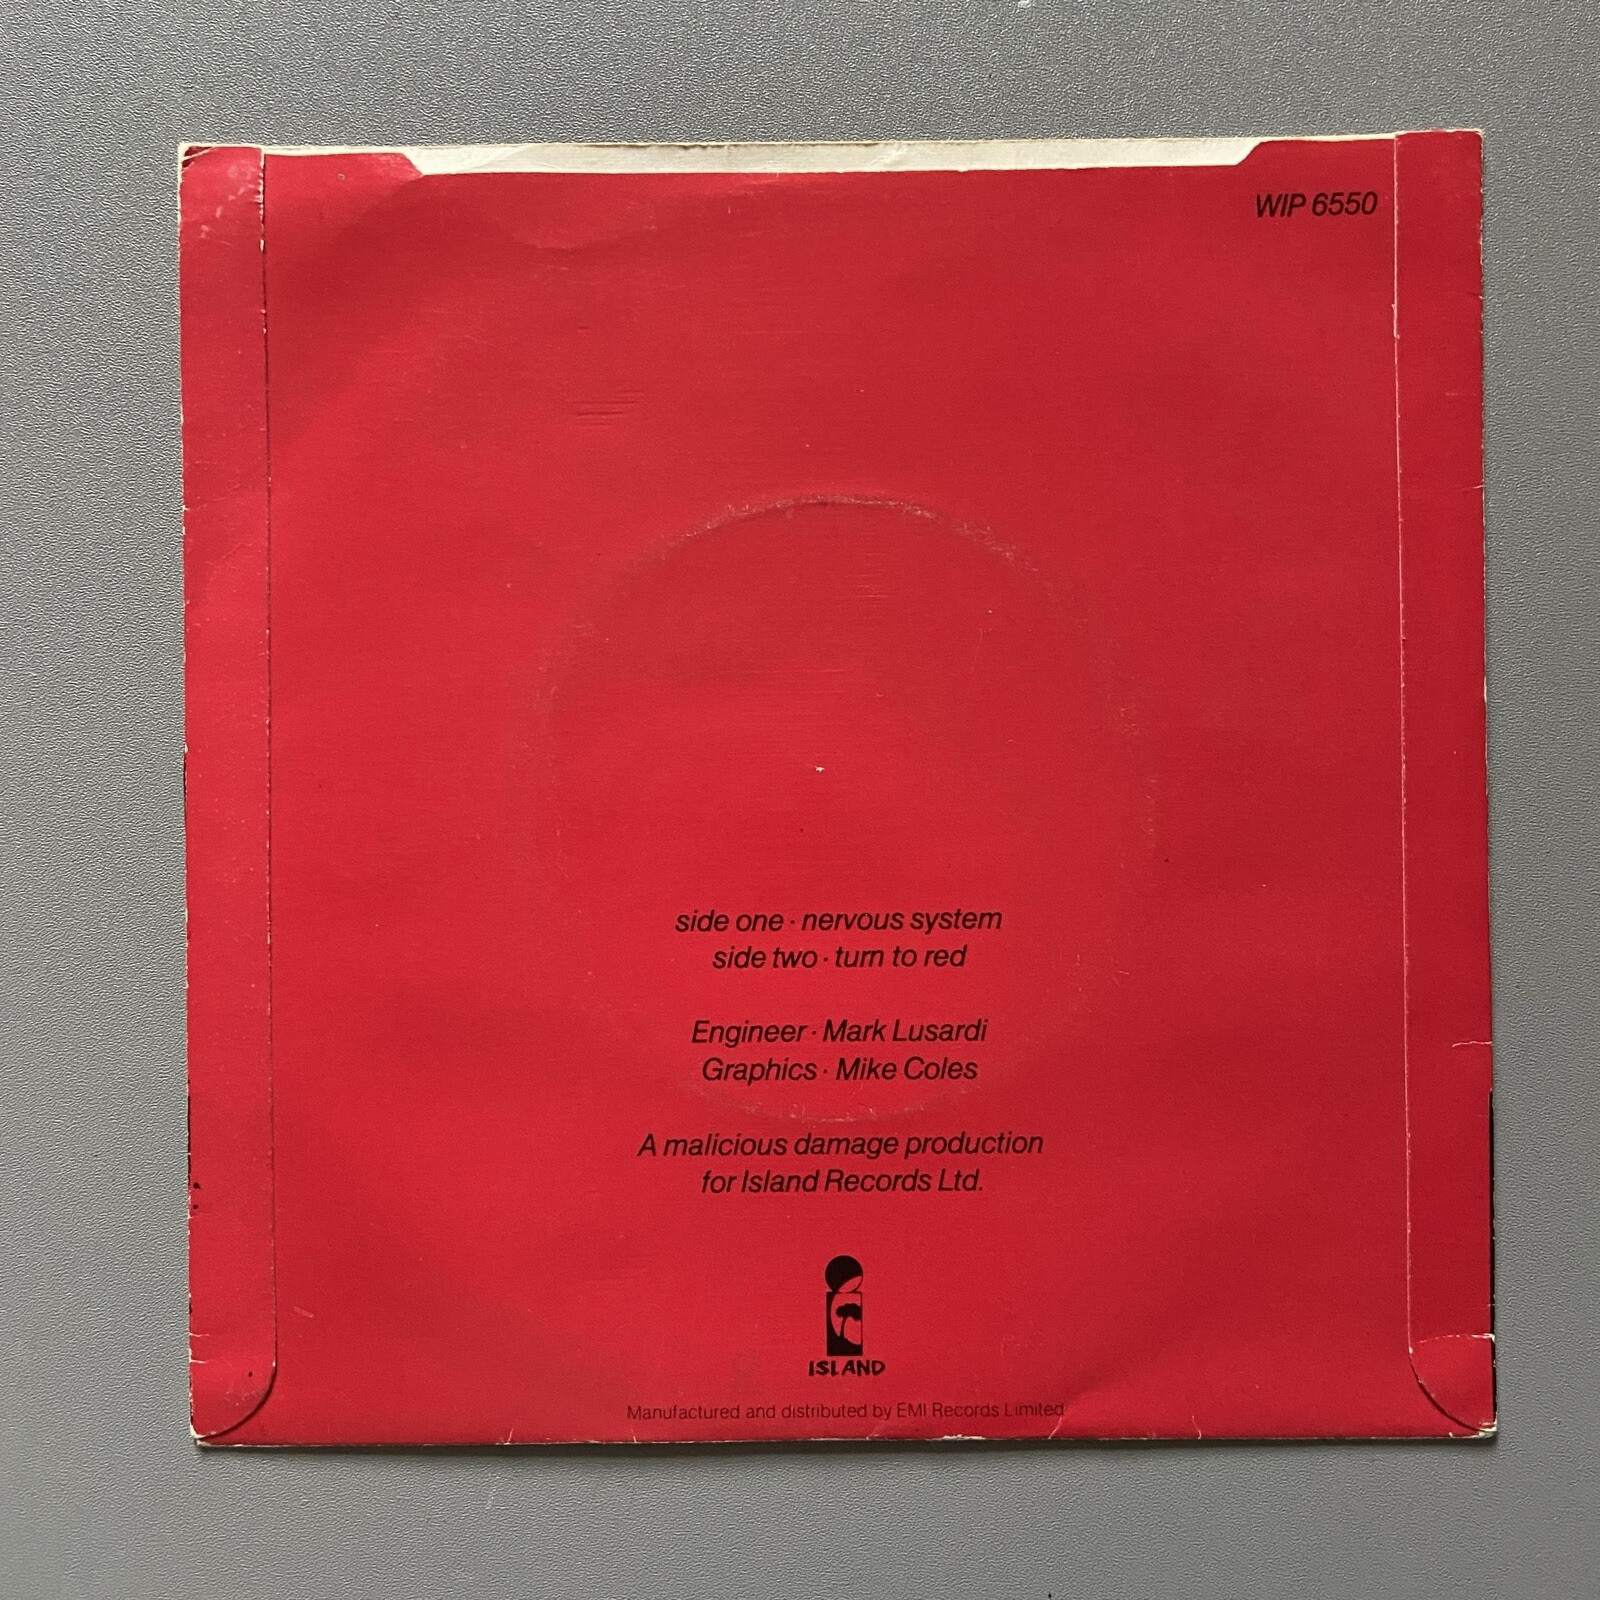 WIP 6550
side one · nervous system
side two · turn to red
Engineer · Mark Lusardi
Graphics · Mike Coles
A malicious damage production
for Island Records Ltd.
ISLAND
Manufactured and distributed by EMI Records Limited